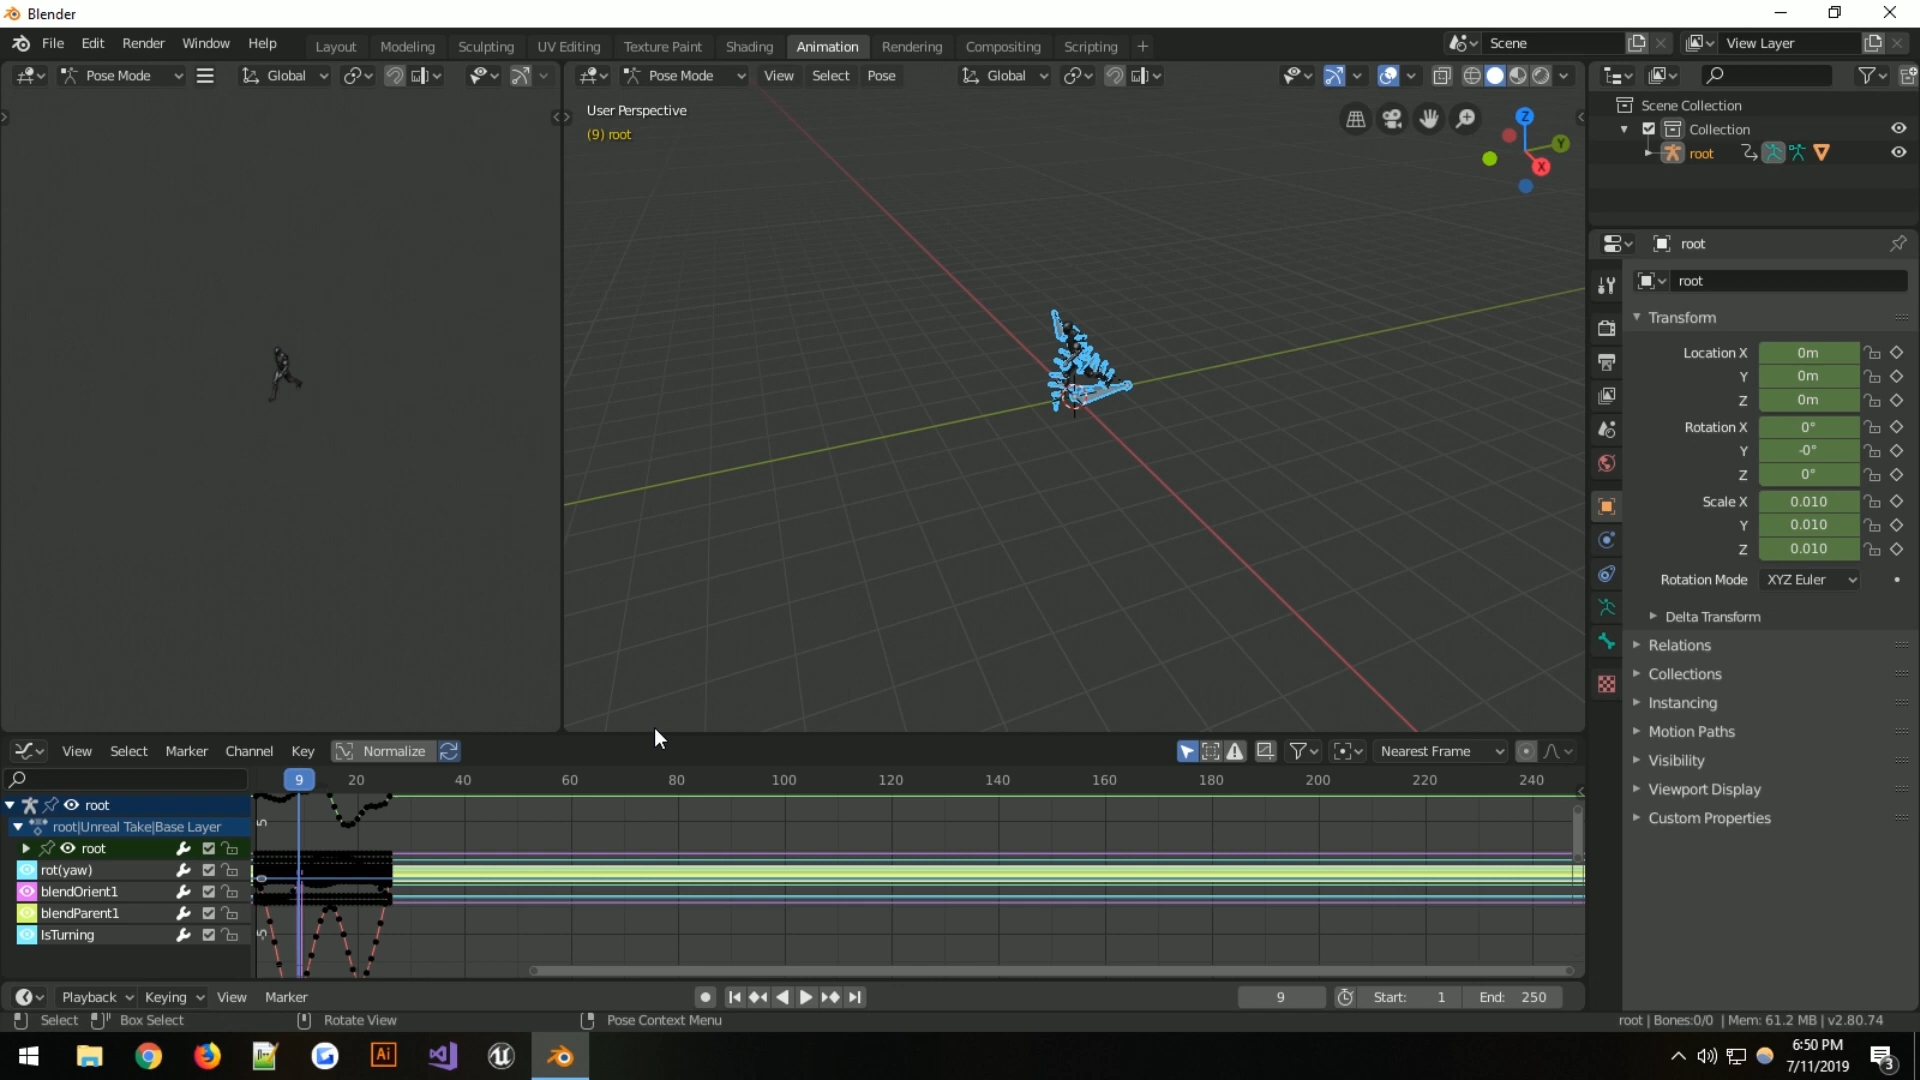 Blender
File Edit Render Window Help Layout Modeling Sculpting UV Editing Texture Paint Shading Animation Rendering Compositing Scripting + Scene View Layer
Pose Mode Global Pose Mode View Select Pose Global
User Perspective
(9) root
Z
Y
X
Scene Collection
Collection
root
root
root
Transform
Location X 0m
Y 0m
Z 0m
Rotation X 0°
Y -0°
Z 0°
Scale X 0.010
Y 0.010
Z 0.010
Rotation Mode XYZ Euler
Delta Transform
Relations
Collections
Instancing
Motion Paths
Visibility
Viewport Display
Custom Properties
View Select Marker Channel Key Normalize Nearest Frame
9 20 40 60 80 100 120 140 160 180 200 220 240
root
root|Unreal Take|Base Layer
root
rot(yaw)
blendOrient1
blendParent1
IsTurning
5
0
-5
Playback Keying View Marker 9 Start: 1 End: 250
Select Box Select Rotate View Pose Context Menu root | Bones:0/0 | Mem: 61.2 MB | v2.80.74
Ai
6:50 PM
7/11/2019
3